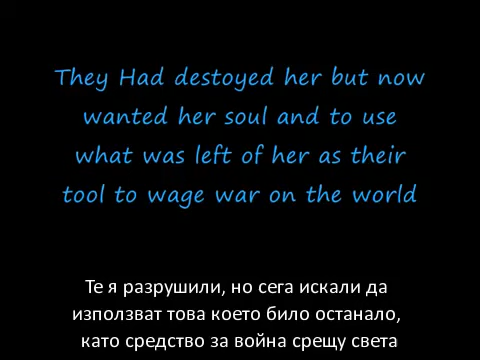 They Had destoyed her but now
wanted her soul and to use
what was left of her as their
tool to wage war on the world
Те я разрушили, но сега искали да
използват това което било останало,
като средство за война срещу света